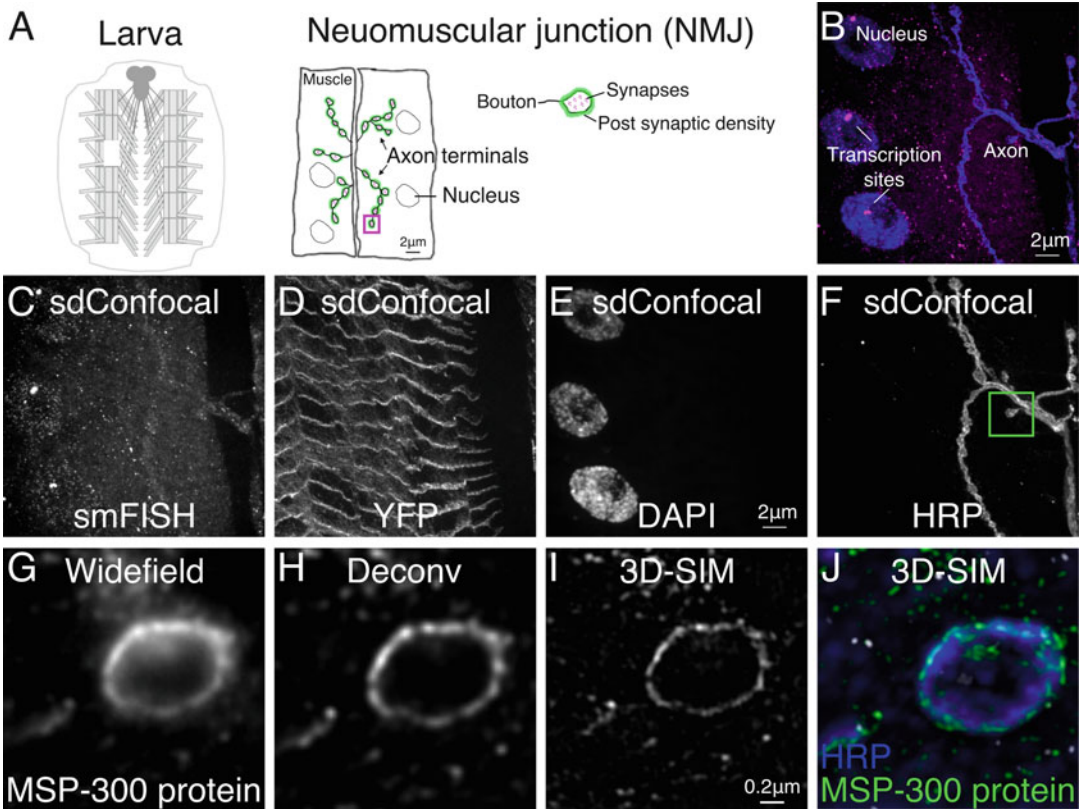 A
Larva
Neuomuscular junction (NMJ)
Muscle
Bouton
Synapses
Post synaptic density
Axon terminals
Nucleus
2μm
B
Nucleus
Axon
Transcription
sites
2μm
C sdConfocal
smFISH
D sdConfocal
YFP
E sdConfocal
DAPI
2μm
F sdConfocal
HRP
G Widefield
MSP-300 protein
H Deconv
I 3D-SIM
0.2μm
J 3D-SIM
HRP
MSP-300 protein